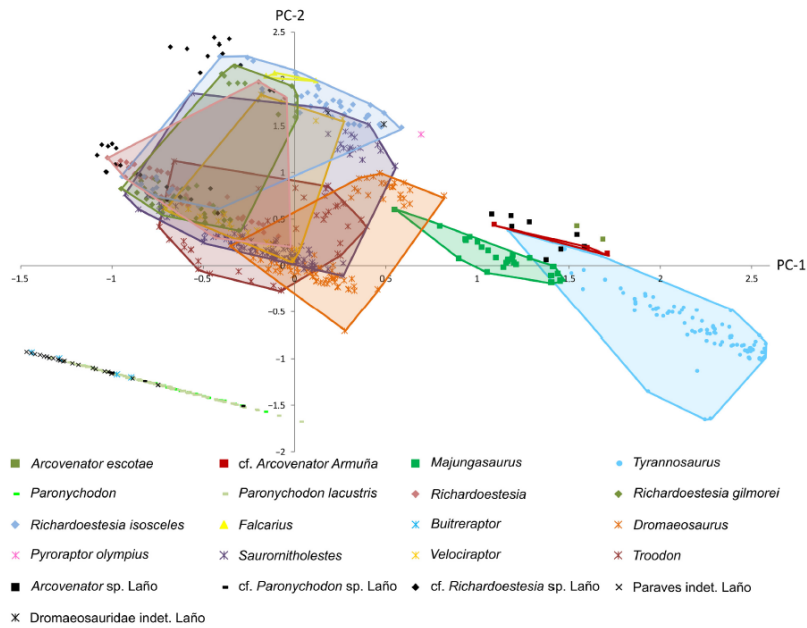 PC-2
2.5
2
1.5
1
0.5
0
−1.5 −1 −0.5 0 0.5 1 1.5 2 2.5 PC-1
−0.5
−1
−1.5
−2
Arcovenator escotae cf. Arcovenator Armuña Majungasaurus Tyrannosaurus
Paronychodon Paronychodon lacustris Richardoestesia Richardoestesia gilmorei
Richardoestesia isosceles Falcarius Buitreraptor Dromaeosaurus
Pyroraptor olympius Saurornitholestes Velociraptor Troodon
Arcovenator sp. Laño cf. Paronychodon sp. Laño cf. Richardoestesia sp. Laño Paraves indet. Laño
Dromaeosauridae indet. Laño